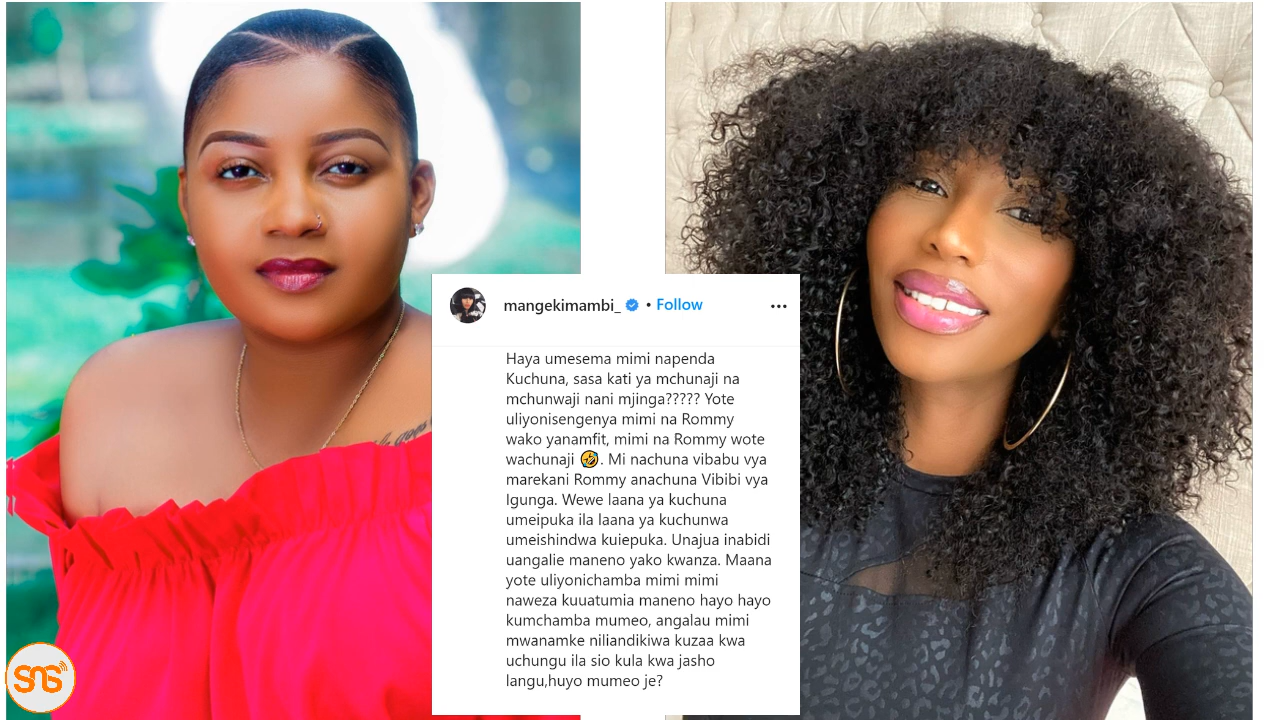 mangekimambi_ • Follow
Haya umesema mimi napenda
Kuchuna, sasa kati ya mchunaji na
mchunwaji nani mjinga????? Yote
uliyonisengenya mimi na Rommy
wako yanamfit, mimi na Rommy wote
wachunaji 🤣. Mi nachuna vibabu vya
marekani Rommy anachuna Vibibi vya
Igunga. Wewe laana ya kuchuna
umeipuka ila laana ya kuchunwa
umeishindwa kuiepuka. Unajua inabidi
uangalie maneno yako kwanza. Maana
yote uliyonichamba mimi mimi
naweza kuuatumia maneno hayo hayo
kumchamba mumeo, angalau mimi
mwanamke niliandikiwa kuzaa kwa
uchungu ila sio kula kwa jasho
langu,huyo mumeo je?
SNS